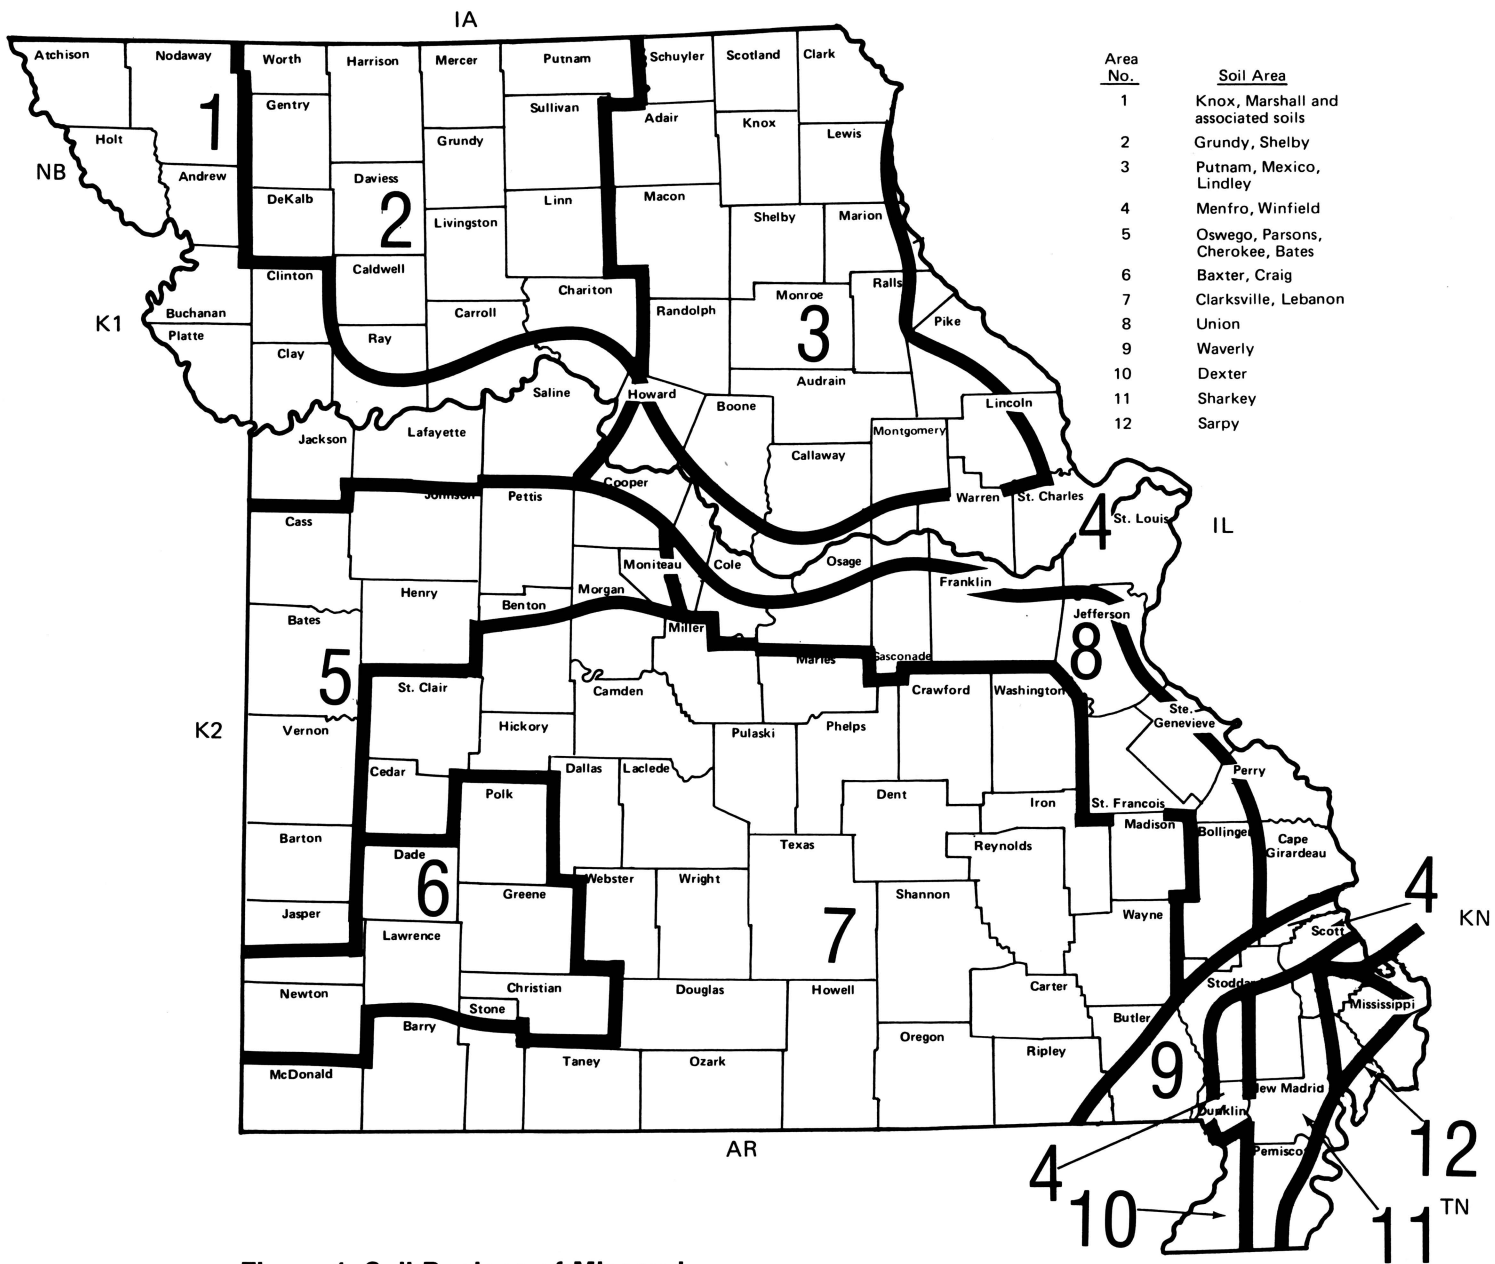 IA
Atchison
Nodaway
Worth
Harrison
Mercer
Putnam
Schuyler
Scotland
Clark
Gentry
Sullivan
Adair
Knox
Lewis
1
Holt
Grundy
NB
Andrew
Daviess
DeKalb
2
Linn
Macon
Livingston
Shelby
Marion
Clinton
Caldwell
Chariton
Monroe
Ralls
K1
Buchanan
Carroll
Randolph
3
Pike
Platte
Ray
Clay
Audrain
Saline
Howard
Boone
Lincoln
Jackson
Lafayette
Montgomery
Callaway
Johnson
Pettis
Cooper
Warren
St. Charles
Cass
4
St. Louis
IL
Moniteau
Cole
Osage
Henry
Morgan
Franklin
Benton
Bates
Miller
Jefferson
5
Maries
Gasconade
8
St. Clair
Camden
Crawford
Washington
K2
Vernon
Hickory
Pulaski
Phelps
Ste.
Genevieve
Cedar
Dallas
Laclede
Perry
Polk
Dent
Iron
St. Francois
Barton
Texas
Reynolds
Madison
Bollinger
Cape
Girardeau
Dade
6
Greene
Webster
Wright
Shannon
4
Jasper
Lawrence
7
Wayne
Scott
KN
Newton
Christian
Douglas
Howell
Carter
Stoddard
Stone
Barry
Mississippi
Butler
McDonald
Taney
Ozark
Oregon
Ripley
9
New Madrid
Dunklin
AR
Pemiscot
12
4
10
11
TN
Area
No.
Soil Area
1 Knox, Marshall and
associated soils
2 Grundy, Shelby
3 Putnam, Mexico,
Lindley
4 Menfro, Winfield
5 Oswego, Parsons,
Cherokee, Bates
6 Baxter, Craig
7 Clarksville, Lebanon
8 Union
9 Waverly
10 Dexter
11 Sharkey
12 Sarpy